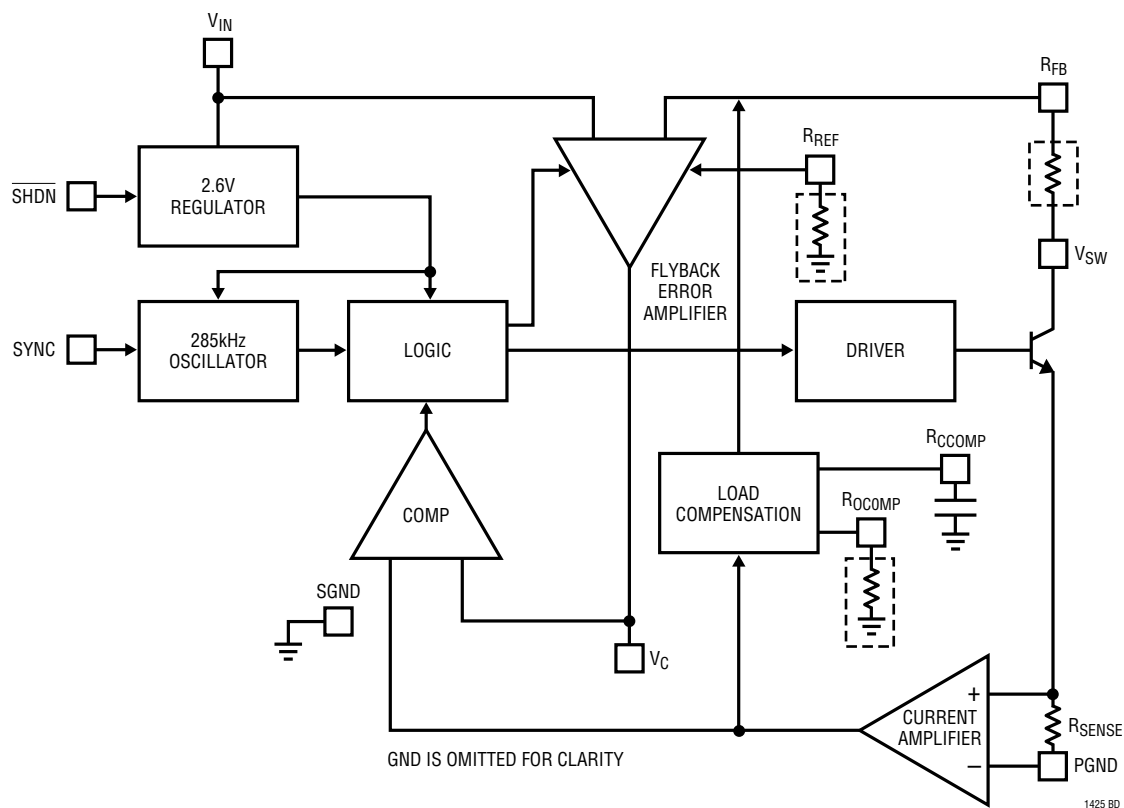 VIN
RFB
RREF
SHDN
2.6V
REGULATOR
VSW
FLYBACK
ERROR
AMPLIFIER
SYNC
285kHz
OSCILLATOR
LOGIC
DRIVER
RCCOMP
COMP
LOAD
COMPENSATION
ROC0MP
SGND
VC
+
CURRENT
AMPLIFIER
–
RSENSE
PGND
GND IS OMITTED FOR CLARITY
1425 BD